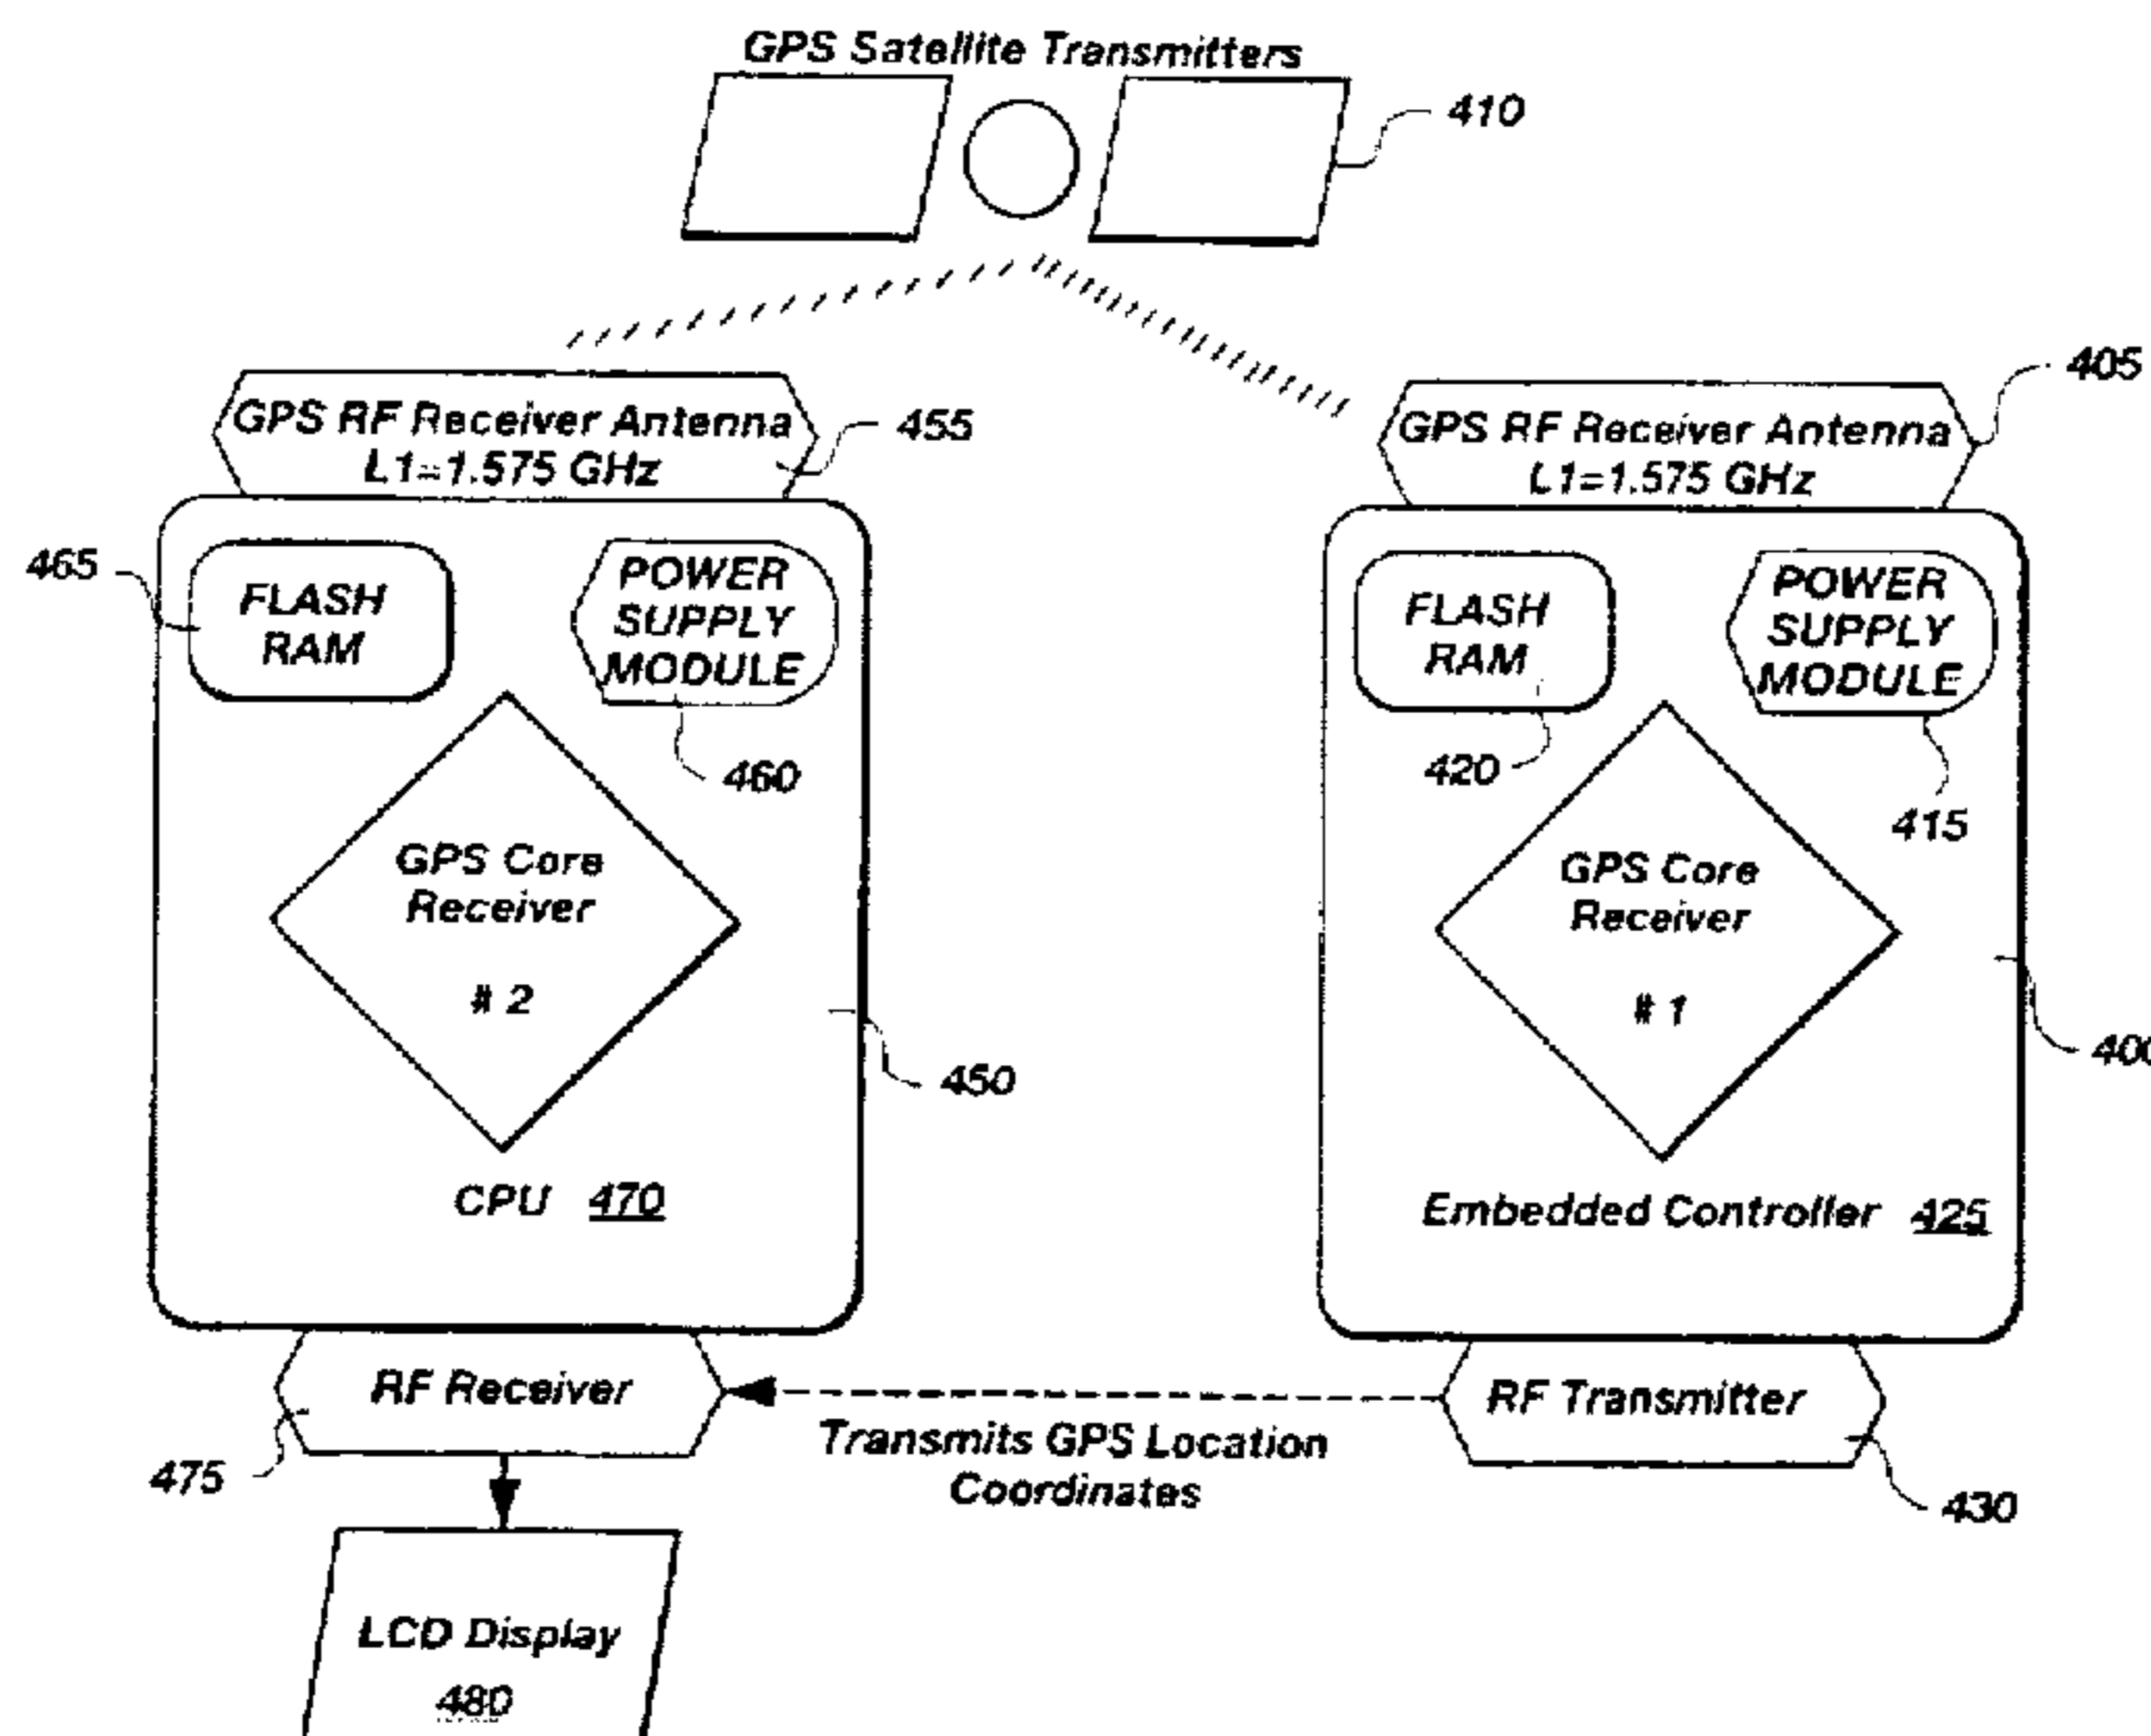 GPS Satellite Transmitters
410
405
GPS RF Receiver Antenna
L1=1.575 GHz
455
GPS RF Receiver Antenna
L1=1.575 GHz
465
FLASH
RAM
POWER
SUPPLY
MODULE
460
FLASH
RAM
420
POWER
SUPPLY
MODULE
415
GPS Core
Receiver
# 2
450
GPS Core
Receiver
# 1
400
CPU 470
Embedded Controller 425
RF Receiver
475
Transmits GPS Location
Coordinates
RF Transmitter
430
LCD Display
480